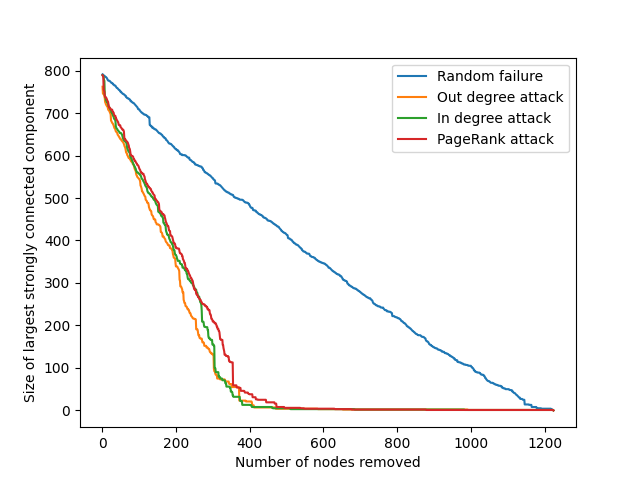 Random failure
Out degree attack
In degree attack
PageRank attack
800
700
600
500
400
300
200
100
0
Size of largest strongly connected component
0 200 400 600 800 1000 1200
Number of nodes removed